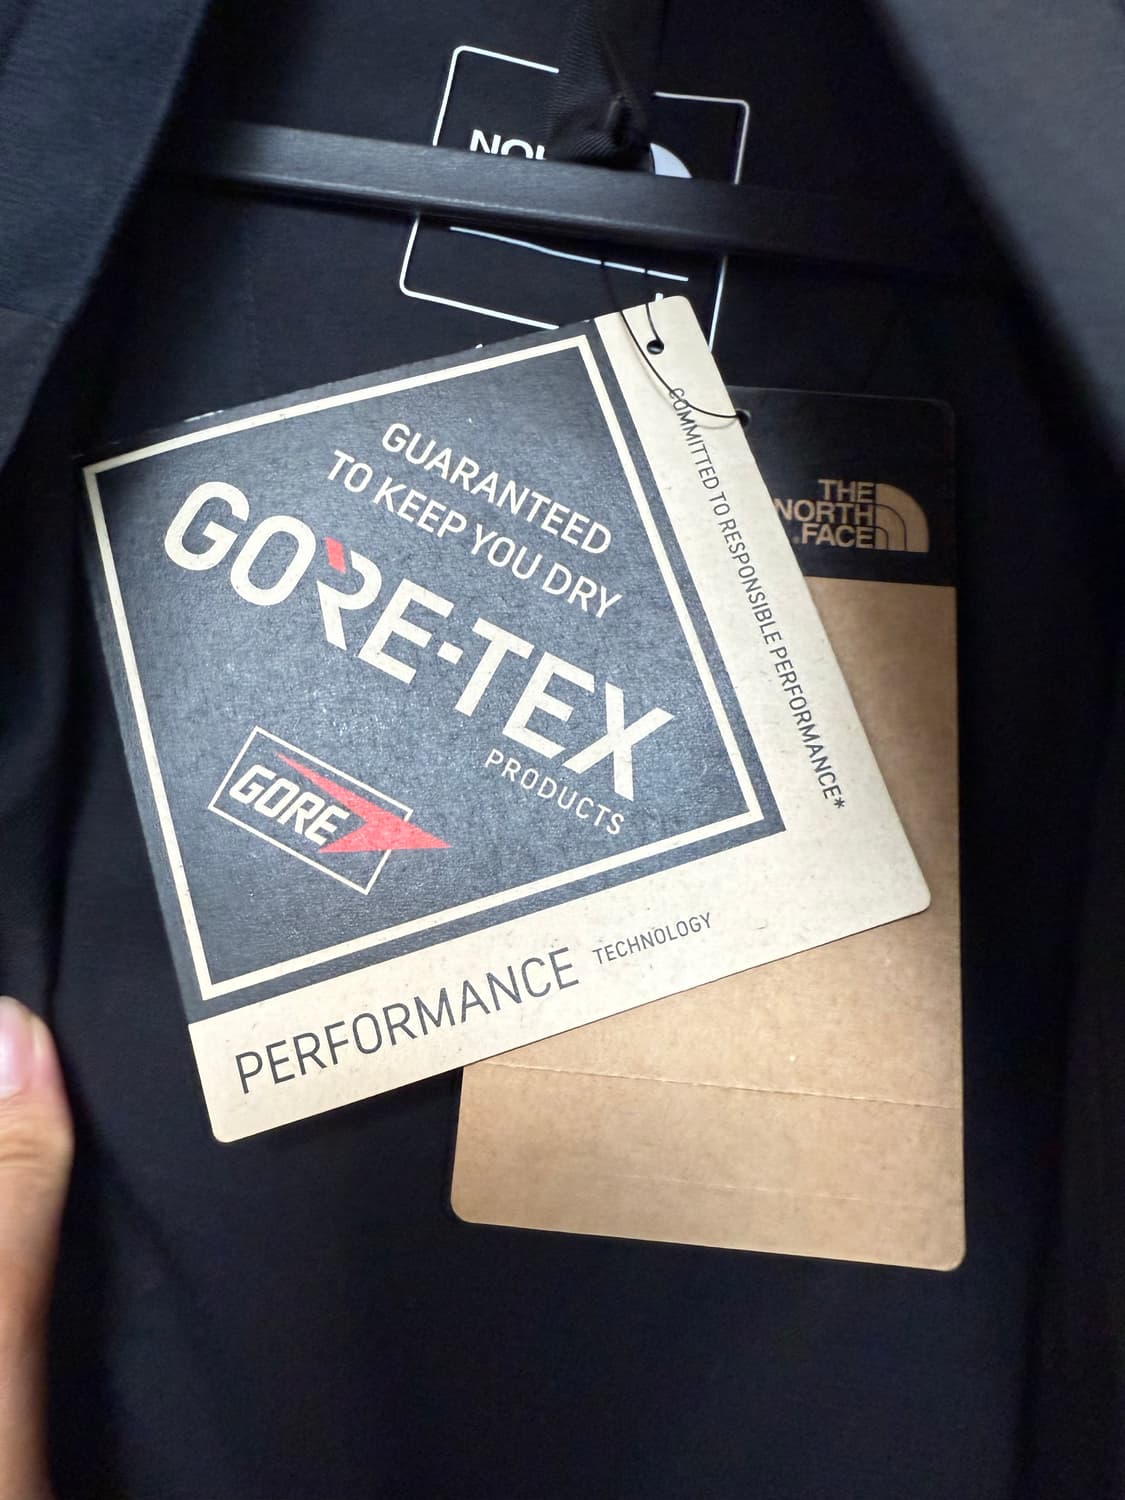 GUARANTEED
TO KEEP YOU DRY
GORE-TEX
PRODUCTS
GORE
PERFORMANCE TECHNOLOGY
COMMITTED TO RESPONSIBLE PERFORMANCE*
THE
NORTH
FACE